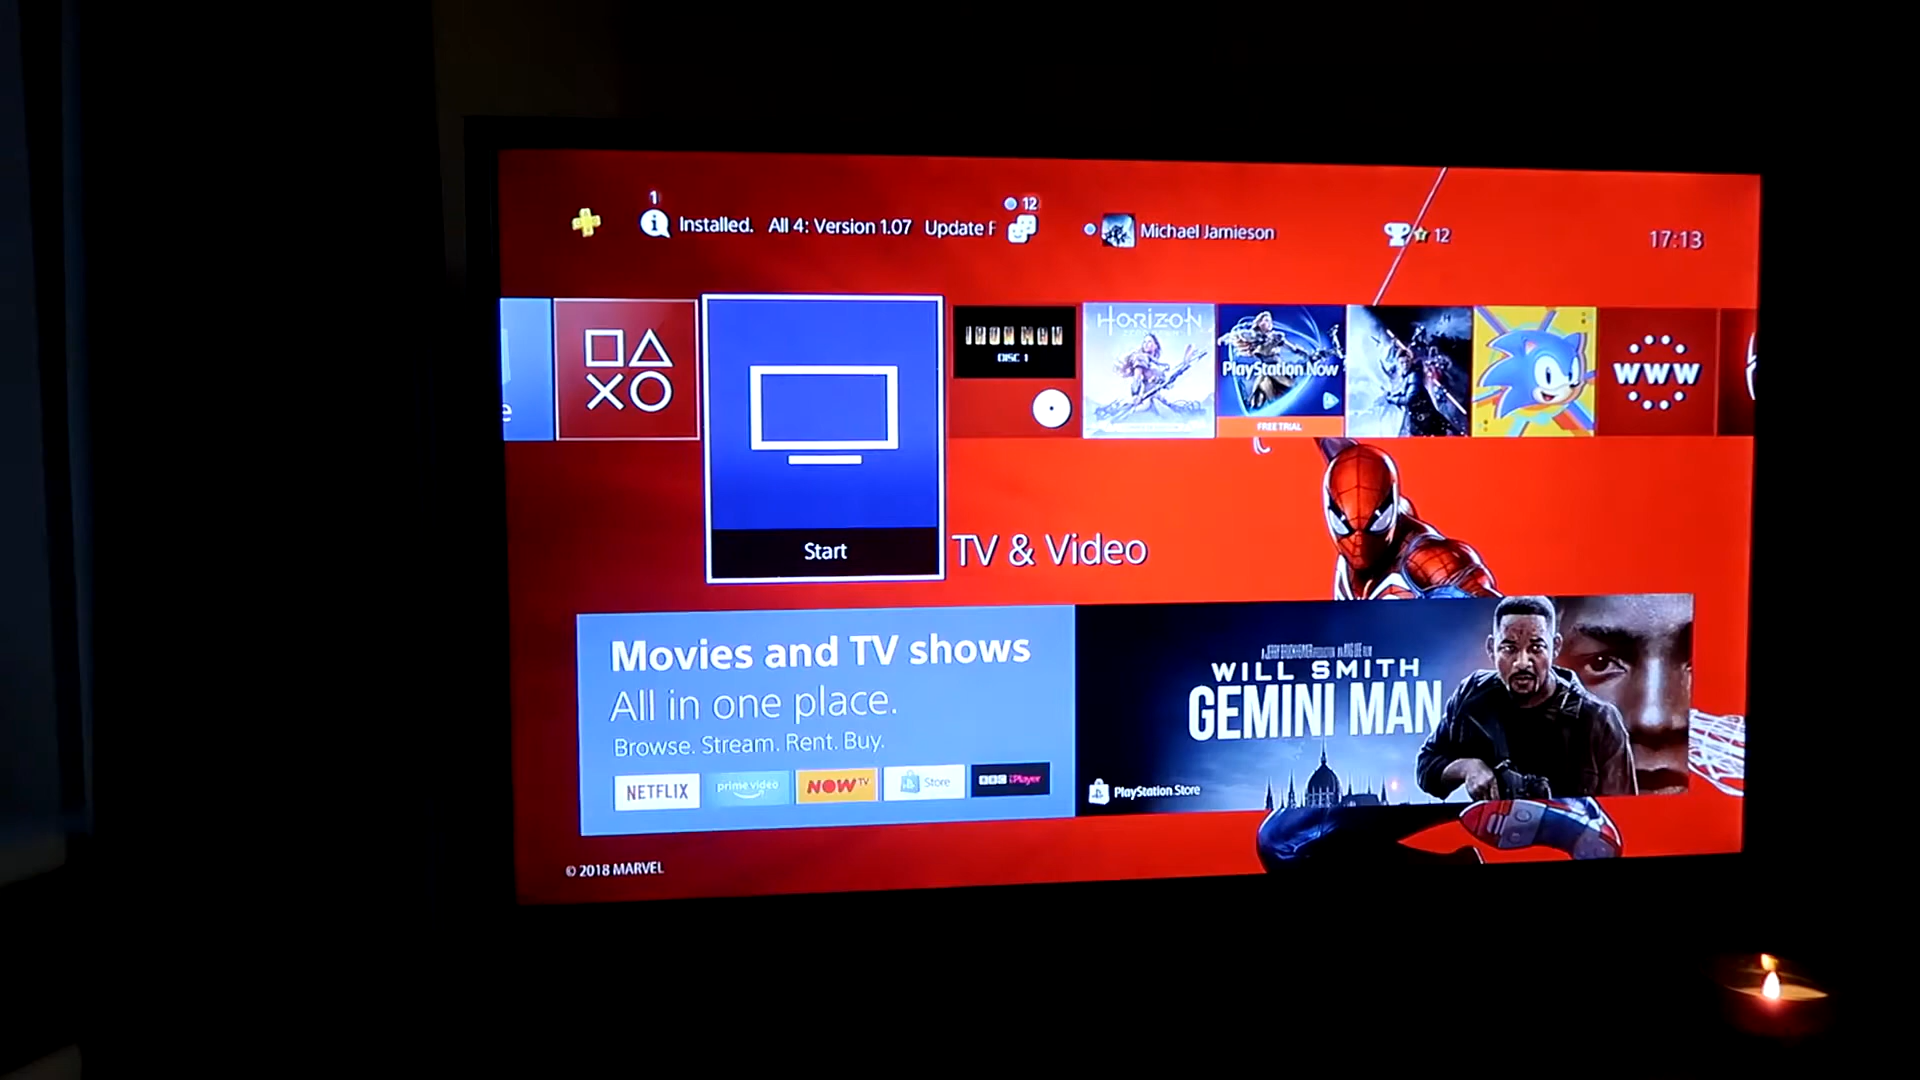 1
Installed. All 4: Version 1.07 Update F
12
Michael Jamieson
12
17:13
e
IRON MAN
DISC 1
HORIZON
PlayStation Now
FREE TRIAL
WWW
Start
TV & Video
Movies and TV shows
All in one place.
Browse. Stream. Rent. Buy.
NETFLIX
prime video
NOW TV
Store
BBC iPlayer
WILL SMITH
GEMINI MAN
PlayStation Store
© 2018 MARVEL